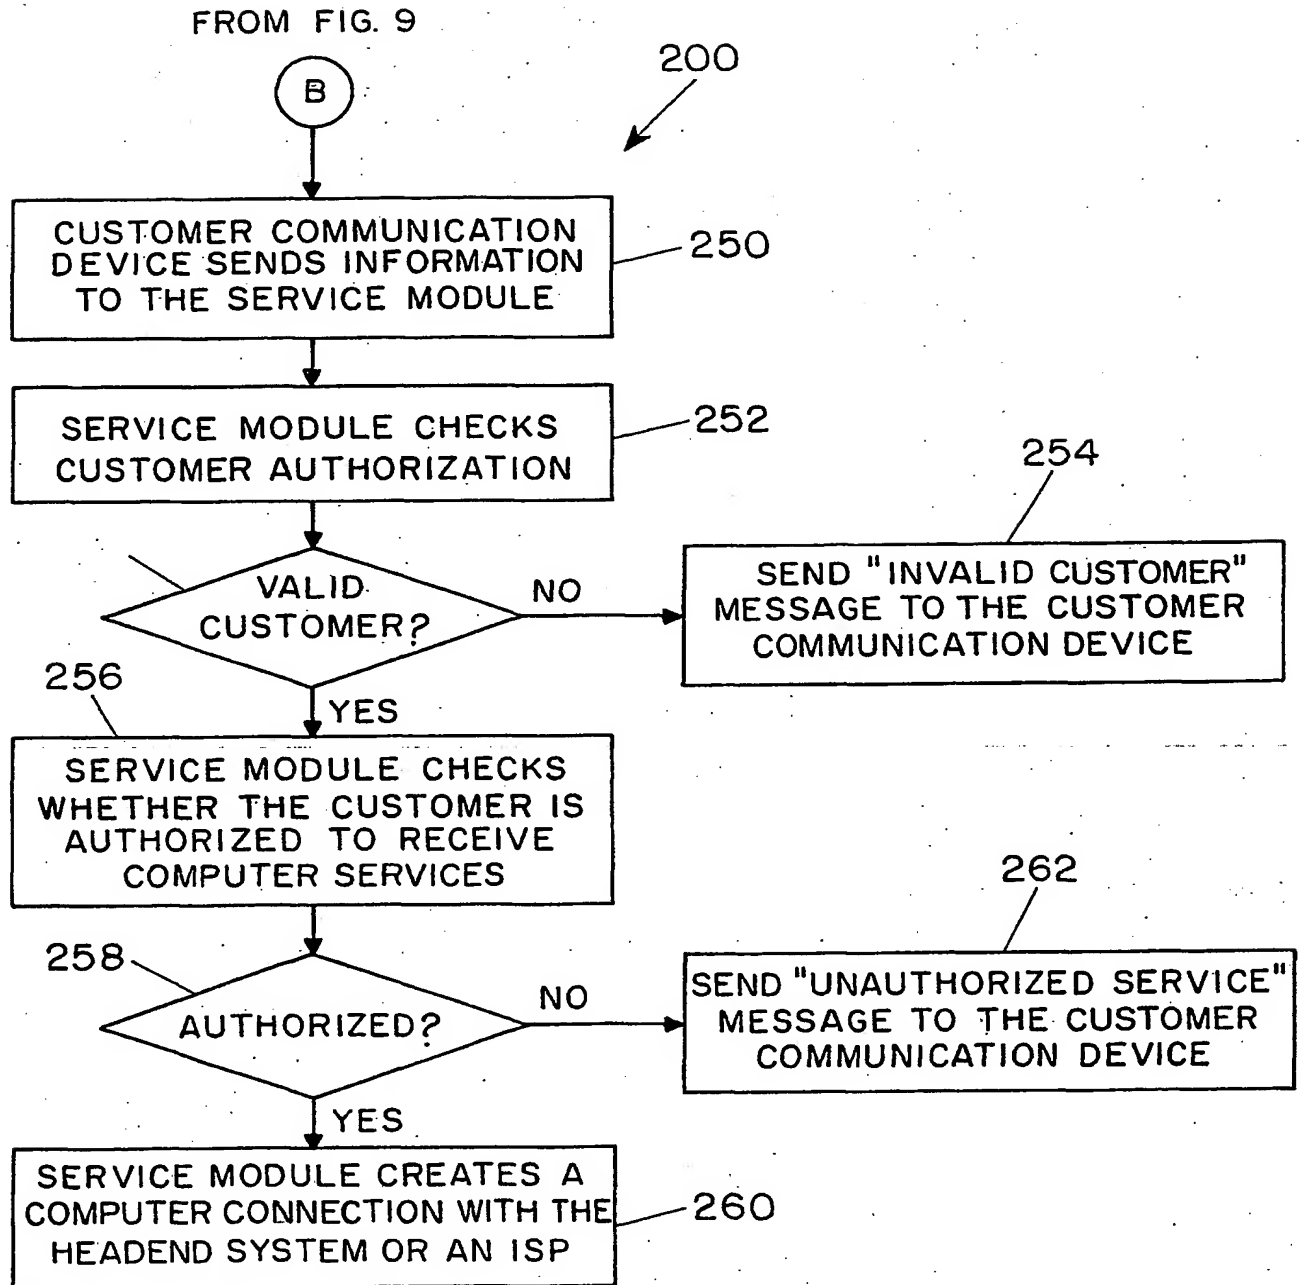 FROM FIG. 9
B
200
CUSTOMER COMMUNICATION
DEVICE SENDS INFORMATION
TO THE SERVICE MODULE
250
SERVICE MODULE CHECKS
CUSTOMER AUTHORIZATION
252
254
VALID
CUSTOMER?
NO
SEND "INVALID CUSTOMER"
MESSAGE TO THE CUSTOMER
COMMUNICATION DEVICE
256
YES
SERVICE MODULE CHECKS
WHETHER THE CUSTOMER IS
AUTHORIZED TO RECEIVE
COMPUTER SERVICES
262
258
AUTHORIZED?
NO
SEND "UNAUTHORIZED SERVICE"
MESSAGE TO THE CUSTOMER
COMMUNICATION DEVICE
YES
SERVICE MODULE CREATES A
COMPUTER CONNECTION WITH THE
HEADEND SYSTEM OR AN ISP
260